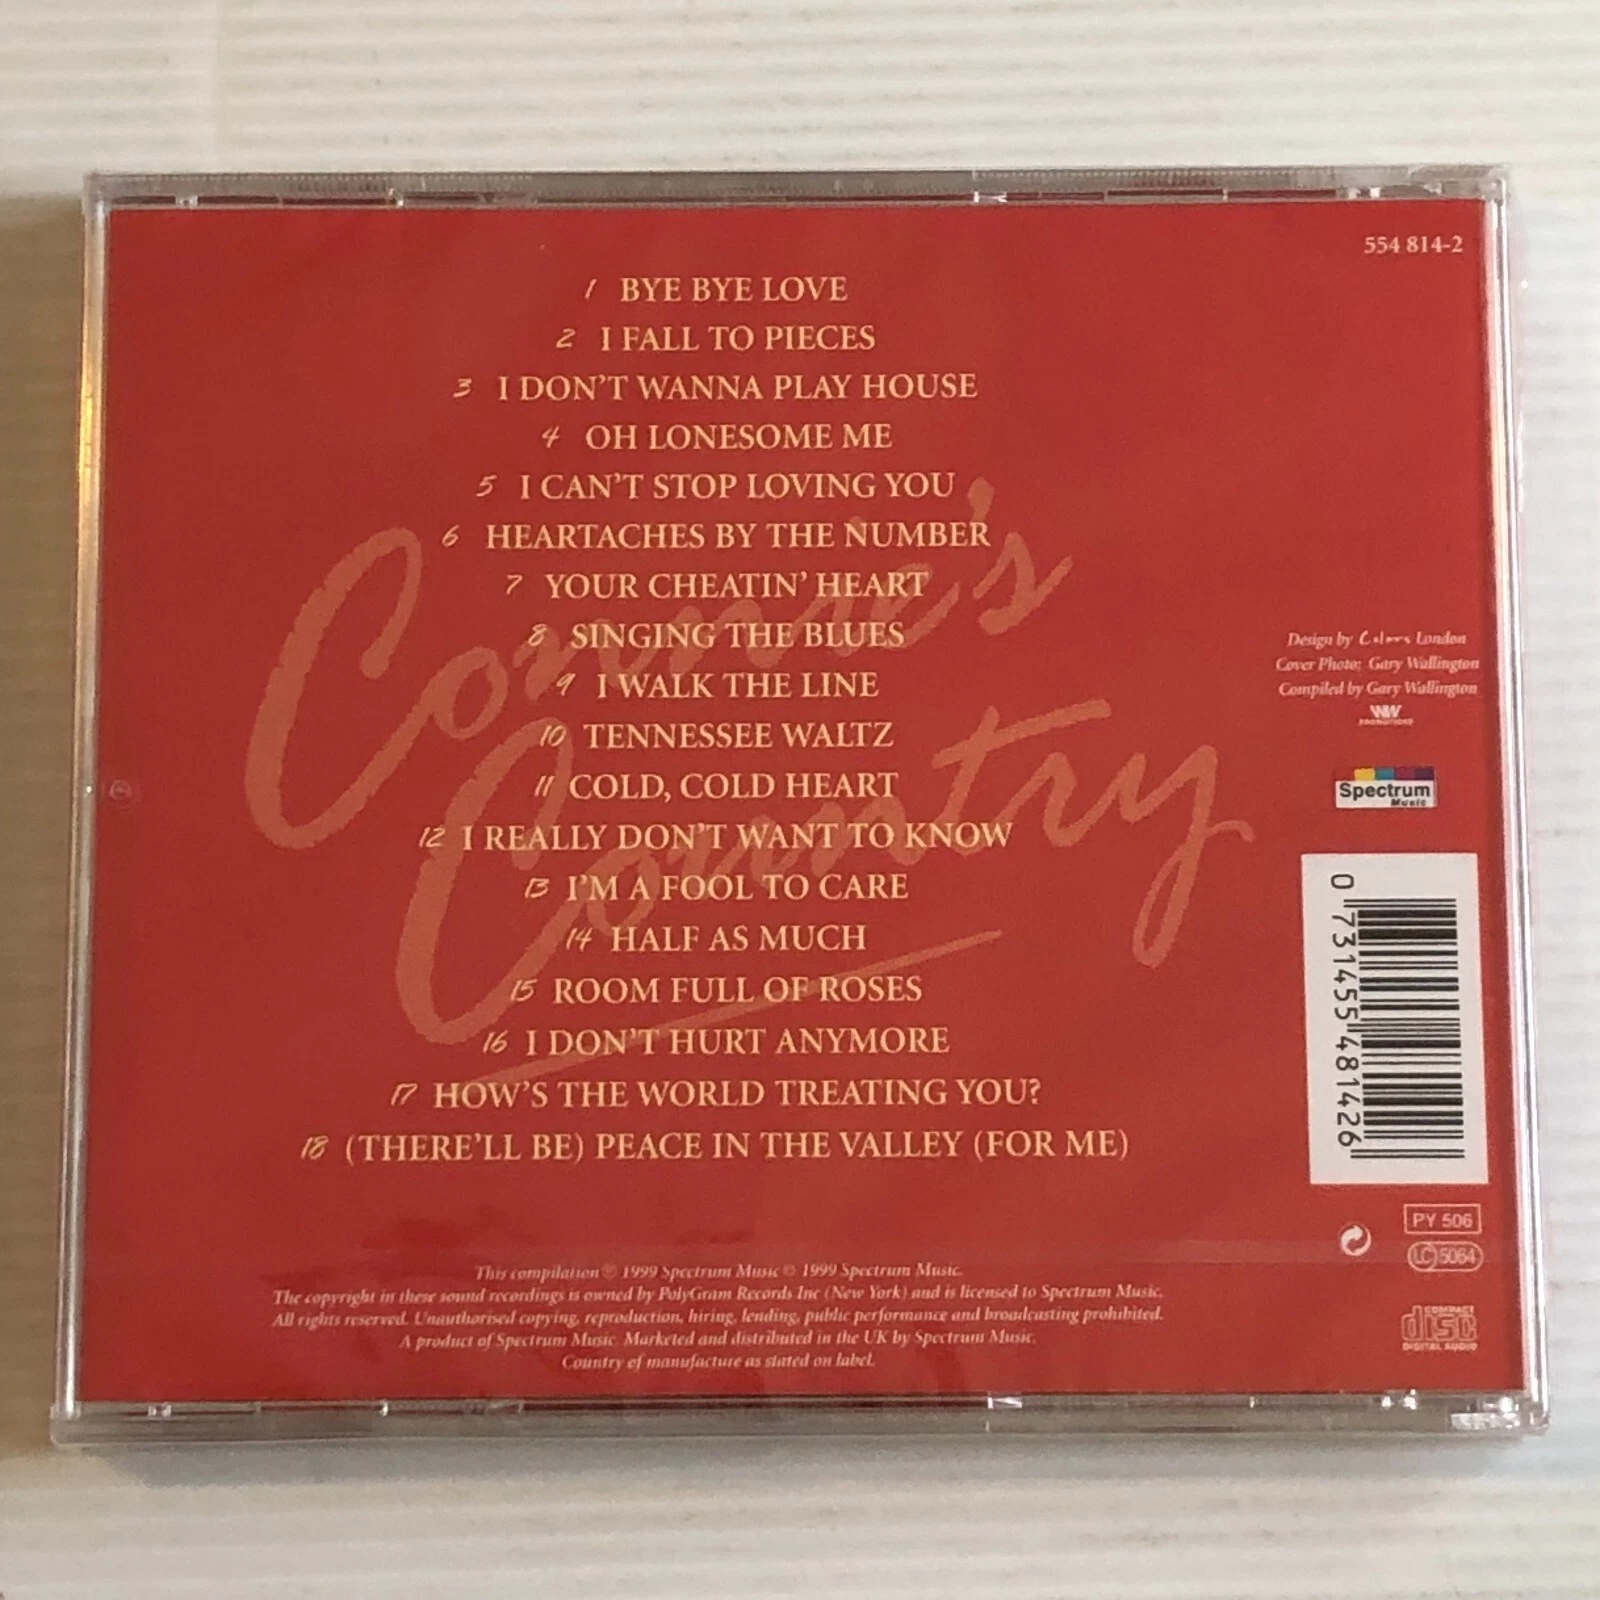 554 814-2
1 BYE BYE LOVE
2 I FALL TO PIECES
3 I DON'T WANNA PLAY HOUSE
4 OH LONESOME ME
5 I CAN'T STOP LOVING YOU
6 HEARTACHES BY THE NUMBER
7 YOUR CHEATIN' HEART
8 SINGING THE BLUES
9 I WALK THE LINE
10 TENNESSEE WALTZ
11 COLD, COLD HEART
12 I REALLY DON'T WANT TO KNOW
13 I'M A FOOL TO CARE
14 HALF AS MUCH
15 ROOM FULL OF ROSES
16 I DON'T HURT ANYMORE
17 HOW'S THE WORLD TREATING YOU?
18 (THERE'LL BE) PEACE IN THE VALLEY (FOR ME)
Connie's
Country
Design by Colors London
Cover Photo: Gary Wallington
Compiled by Gary Wallington
WW
PROMOTIONS
Spectrum
Music
0 731455 481426
PY 506
LC 5064
COMPACT
disc
DIGITAL AUDIO
This compilation ℗ 1999 Spectrum Music © 1999 Spectrum Music.
The copyright in these sound recordings is owned by PolyGram Records Inc (New York) and is licensed to Spectrum Music.
All rights reserved. Unauthorised copying, reproduction, hiring, lending, public performance and broadcasting prohibited.
A product of Spectrum Music. Marketed and distributed in the UK by Spectrum Music.
Country of manufacture as stated on label.